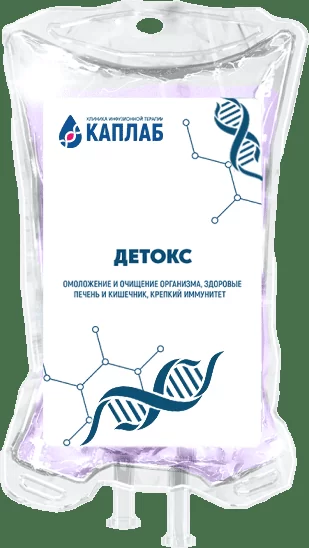 КЛИНИКА ИНФУЗИОННОЙ ТЕРАПИИ
КАПЛАБ
ДЕТОКС
ОМОЛОЖЕНИЕ И ОЧИЩЕНИЕ ОРГАНИЗМА, ЗДОРОВЫЕ
ПЕЧЕНЬ И КИШЕЧНИК, КРЕПКИЙ ИММУНИТЕТ